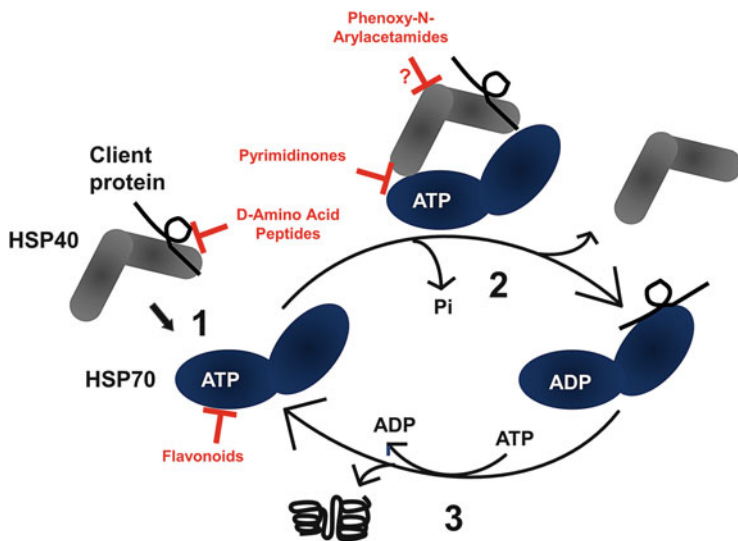 Phenoxy-N-
Arylacetamides
?
Pyrimidinones
ATP
Client
protein
D-Amino Acid
Peptides
HSP40
1
2
Pi
HSP70
ATP
ADP
Flavonoids
ADP
ATP
3